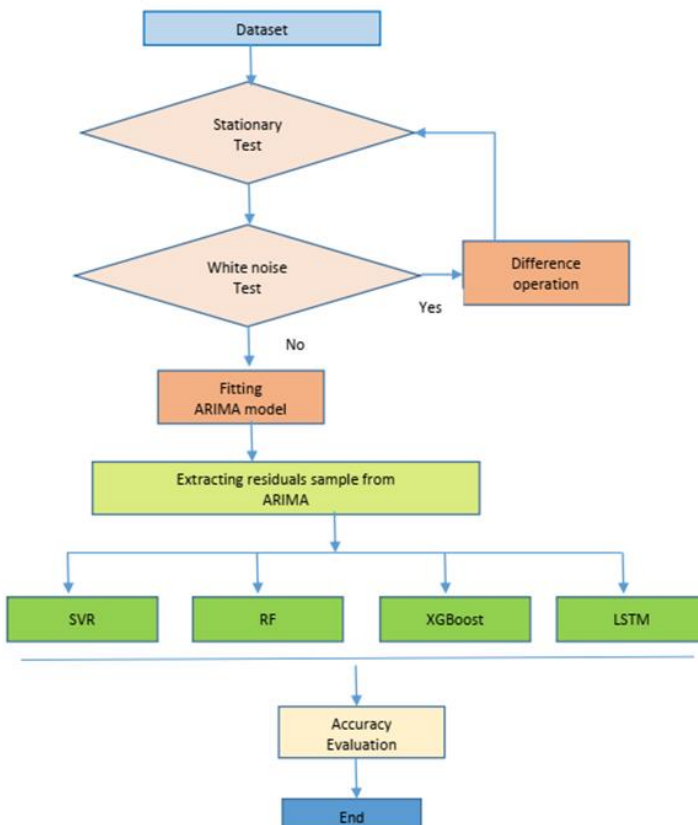 Dataset
Stationary
Test
White noise
Test
Difference
operation
Yes
No
Fitting
ARIMA model
Extracting residuals sample from
ARIMA
SVR
RF
XGBoost
LSTM
Accuracy
Evaluation
End